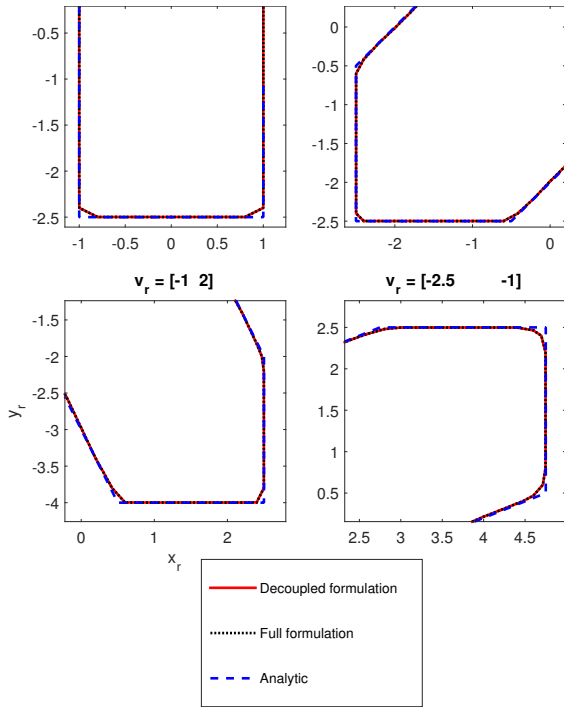 -0.5
-1
-1.5
-2
-2.5
-1 -0.5 0 0.5 1
0
-0.5
-1
-1.5
-2
-2.5
-2 -1 0
v_r = [-1 2]
-1.5
-2
-2.5
-3
-3.5
-4
0 1 2
y_r
x_r
v_r = [-2.5 -1]
2.5
2
1.5
1
0.5
2.5 3 3.5 4 4.5
Decoupled formulation
Full formulation
Analytic